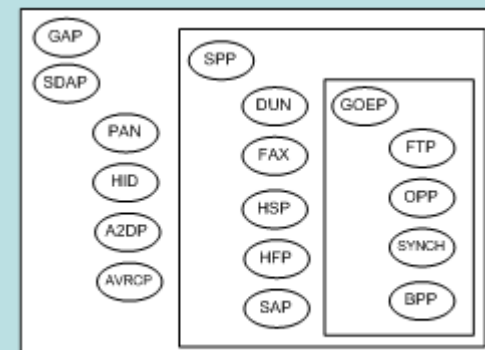 GAP
SDAP
PAN
HID
A2DP
AVRCP
SPP
DUN
FAX
HSP
HFP
SAP
GOEP
FTP
OPP
SYNCH
BPP